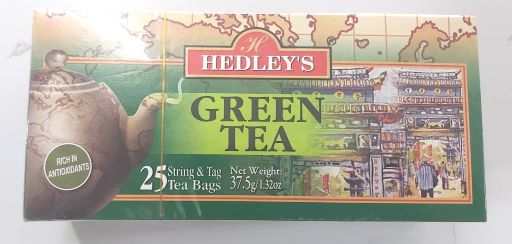 H
HEDLEY'S
GREEN
TEA
RICH IN
ANTIOXIDANTS
25 String & Tag
Tea Bags
Net Weight:
37.5g/1.32oz